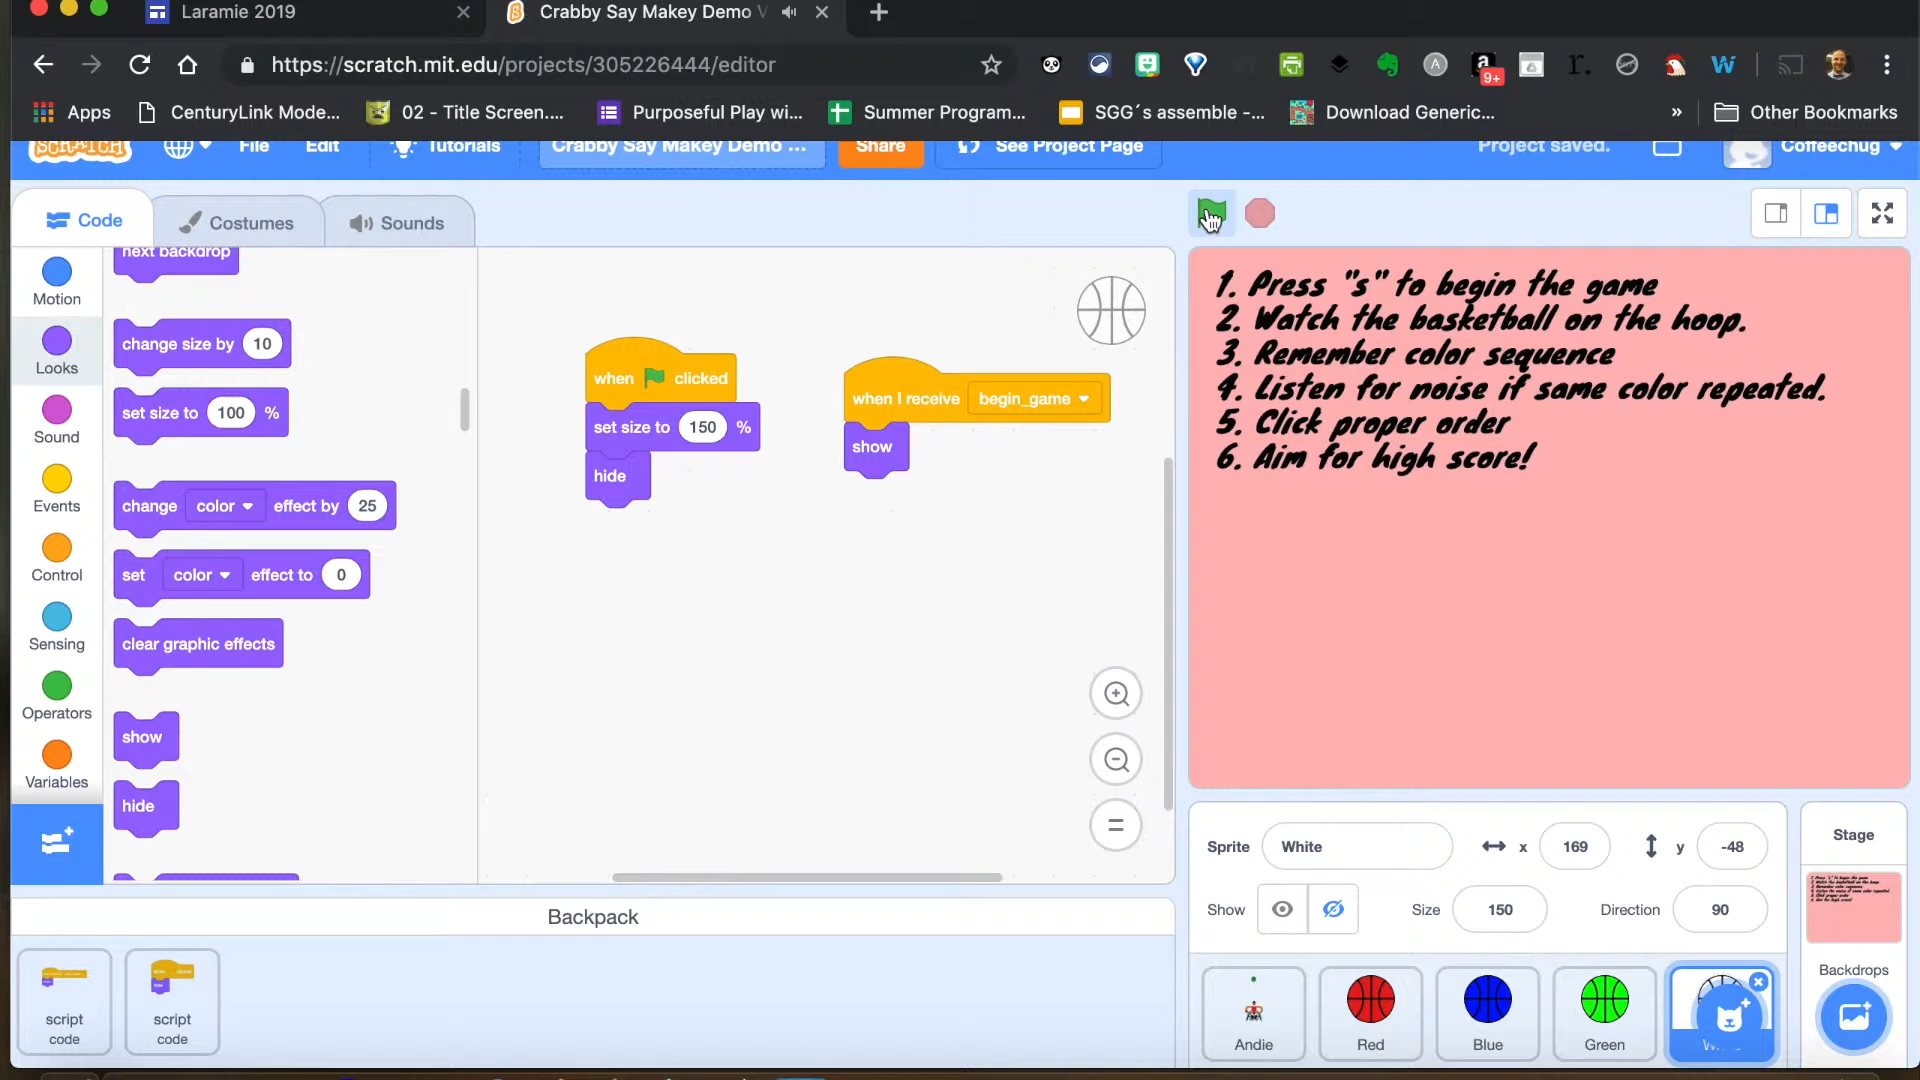 Laramie 2019
Crabby Say Makey Demo V
https://scratch.mit.edu/projects/305226444/editor
9+
Apps
CenturyLink Mode...
02 - Title Screen....
Purposeful Play wi...
Summer Program...
SGG´s assemble -...
Download Generic...
»
Other Bookmarks
SCRATCH
File
Edit
Tutorials
Crabby Say Makey Demo ...
Share
See Project Page
Project saved.
Coffeechug
Code
Costumes
Sounds
Motion
Looks
Sound
Events
Control
Sensing
Operators
Variables
next backdrop
change size by 10
set size to 100 %
change color effect by 25
set color effect to 0
clear graphic effects
show
hide
when clicked
set size to 150 %
hide
when I receive begin_game
show
1. Press "s" to begin the game
2. Watch the basketball on the hoop.
3. Remember color sequence
4. Listen for noise if same color repeated.
5. Click proper order
6. Aim for high score!
Sprite White x 169 y -48
Show Size 150 Direction 90
Stage
Backdrops
Andie
Red
Blue
Green
Backpack
script
code
script
code